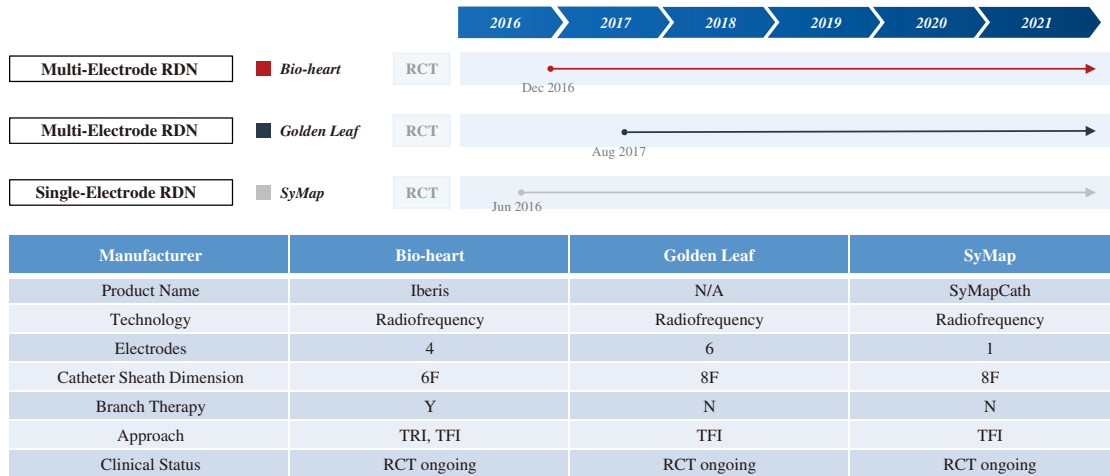 2016 2017 2018 2019 2020 2021
Multi-Electrode RDN Bio-heart RCT
Dec 2016
Multi-Electrode RDN Golden Leaf RCT
Aug 2017
Single-Electrode RDN SyMap RCT
Jun 2016
Manufacturer Bio-heart Golden Leaf SyMap
Product Name Iberis N/A SyMapCath
Technology Radiofrequency Radiofrequency Radiofrequency
Electrodes 4 6 1
Catheter Sheath Dimension 6F 8F 8F
Branch Therapy Y N N
Approach TRI, TFI TFI TFI
Clinical Status RCT ongoing RCT ongoing RCT ongoing